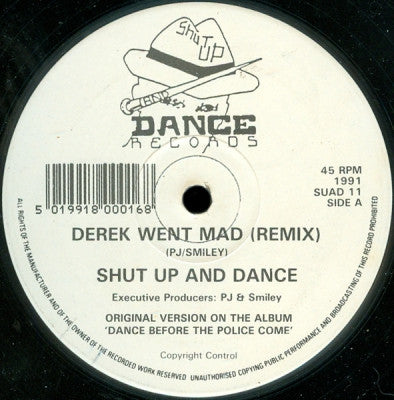 SHUT UP
AND
DANCE
RECORDS
45 RPM
1991
SUAD 11
SIDE A
5 019918 000168
DEREK WENT MAD (REMIX)
(PJ/SMILEY)
SHUT UP AND DANCE
Executive Producers: PJ & Smiley
ORIGINAL VERSION ON THE ALBUM
'DANCE BEFORE THE POLICE COME'
Copyright Control
ALL RIGHTS OF THE MANUFACTURER AND OF THE OWNER OF THE RECORDED WORK RESERVED UNAUTHORISED COPYING PUBLIC PERFORMANCE AND BROADCASTING OF THIS RECORD PROHIBITED